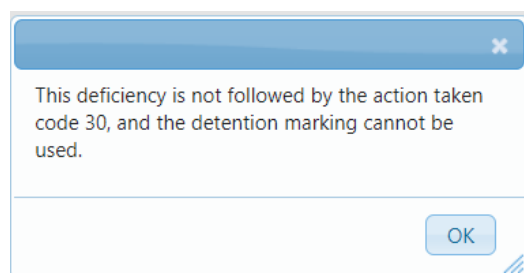 This deficiency is not followed by the action taken
code 30, and the detention marking cannot be
used.
OK